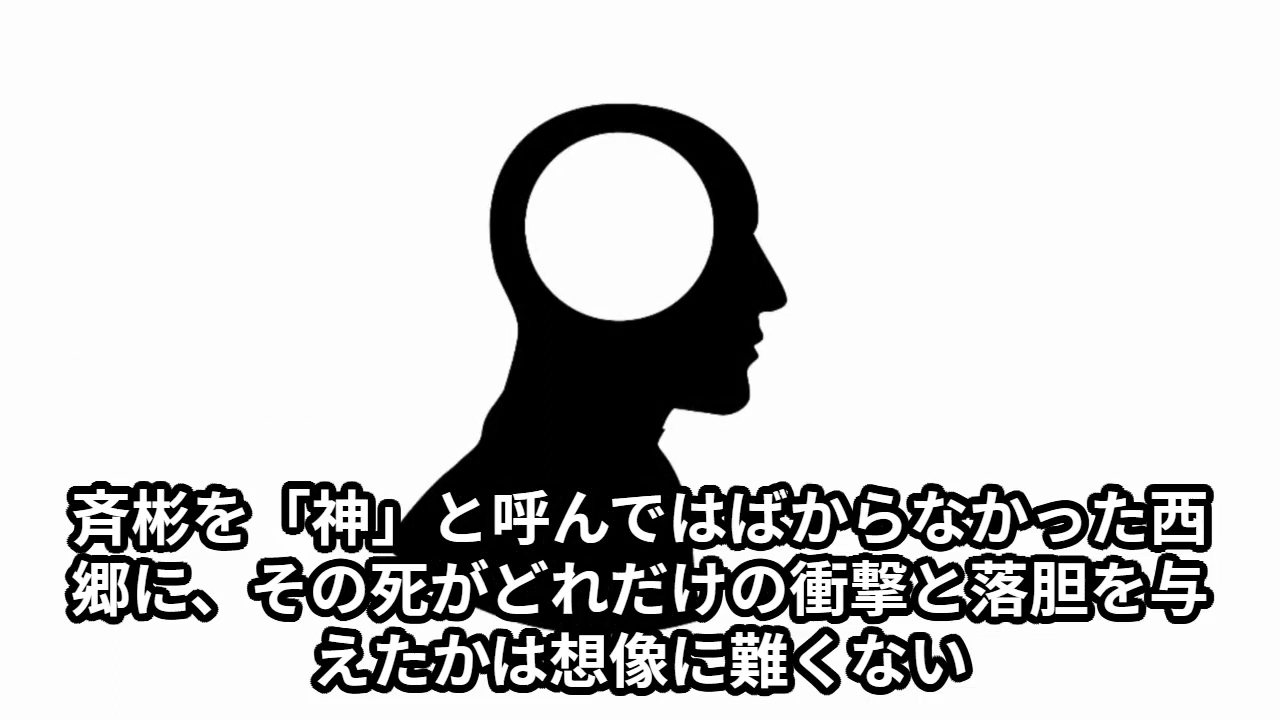 斉彬を「神」と呼んではばからなかった西
郷に、その死がどれだけの衝撃と落胆を与
えたかは想像に難くない